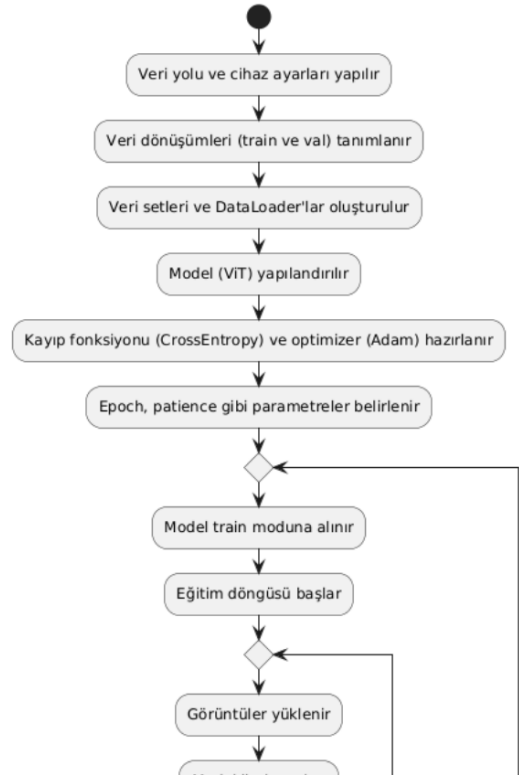 Veri yolu ve cihaz ayarları yapılır
Veri dönüşümleri (train ve val) tanımlanır
Veri setleri ve DataLoader'lar oluşturulur
Model (ViT) yapılandırılır
Kayıp fonksiyonu (CrossEntropy) ve optimizer (Adam) hazırlanır
Epoch, patience gibi parametreler belirlenir
Model train moduna alınır
Eğitim döngüsü başlar
Görüntüler yüklenir